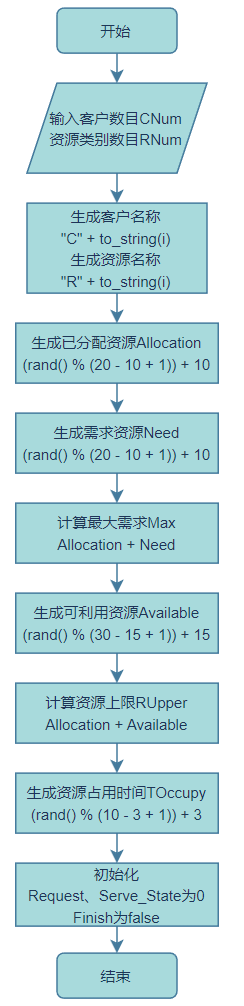 开始
输入客户数目CNum
资源类别数目RNum
生成客户名称
"C" + to_string(i)
生成资源名称
"R" + to_string(i)
生成已分配资源Allocation
(rand() % (20 - 10 + 1)) + 10
生成需求资源Need
(rand() % (20 - 10 + 1)) + 10
计算最大需求Max
Allocation + Need
生成可利用资源Available
(rand() % (30 - 15 + 1)) + 15
计算资源上限RUpper
Allocation + Available
生成资源占用时间TOccupy
(rand() % (10 - 3 + 1)) + 3
初始化
Request、Serve_State为0
Finish为false
结束